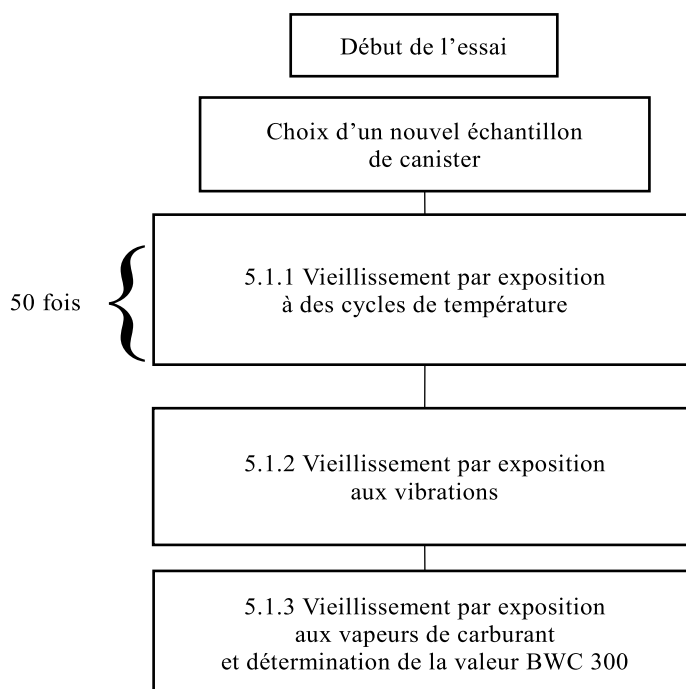 Début de l’essai
Choix d’un nouvel échantillon
de canister
50 fois
5.1.1 Vieillissement par exposition
à des cycles de température
5.1.2 Vieillissement par exposition
aux vibrations
5.1.3 Vieillissement par exposition
aux vapeurs de carburant
et détermination de la valeur BWC 300